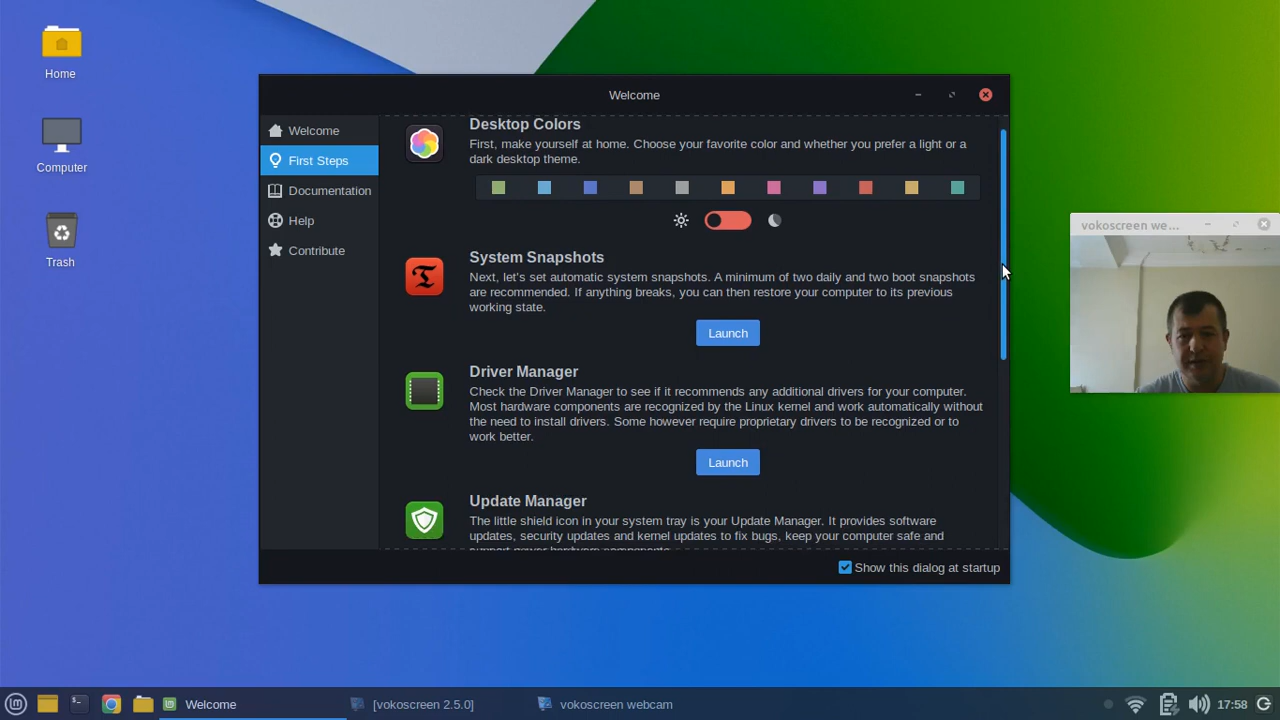 Home
Computer
Trash
Welcome
Welcome
First Steps
Documentation
Help
Contribute
Desktop Colors
First, make yourself at home. Choose your favorite color and whether you prefer a light or a
dark desktop theme.
System Snapshots
Next, let's set automatic system snapshots. A minimum of two daily and two boot snapshots
are recommended. If anything breaks, you can then restore your computer to its previous
working state.
Launch
Driver Manager
Check the Driver Manager to see if it recommends any additional drivers for your computer.
Most hardware components are recognized by the Linux kernel and work automatically without
the need to install drivers. Some however require proprietary drivers to be recognized or to
work better.
Launch
Update Manager
The little shield icon in your system tray is your Update Manager. It provides software
updates, security updates and kernel updates to fix bugs, keep your computer safe and
support newer hardware components.
Show this dialog at startup
vokoscreen we...
Welcome
[vokoscreen 2.5.0]
vokoscreen webcam
17:58